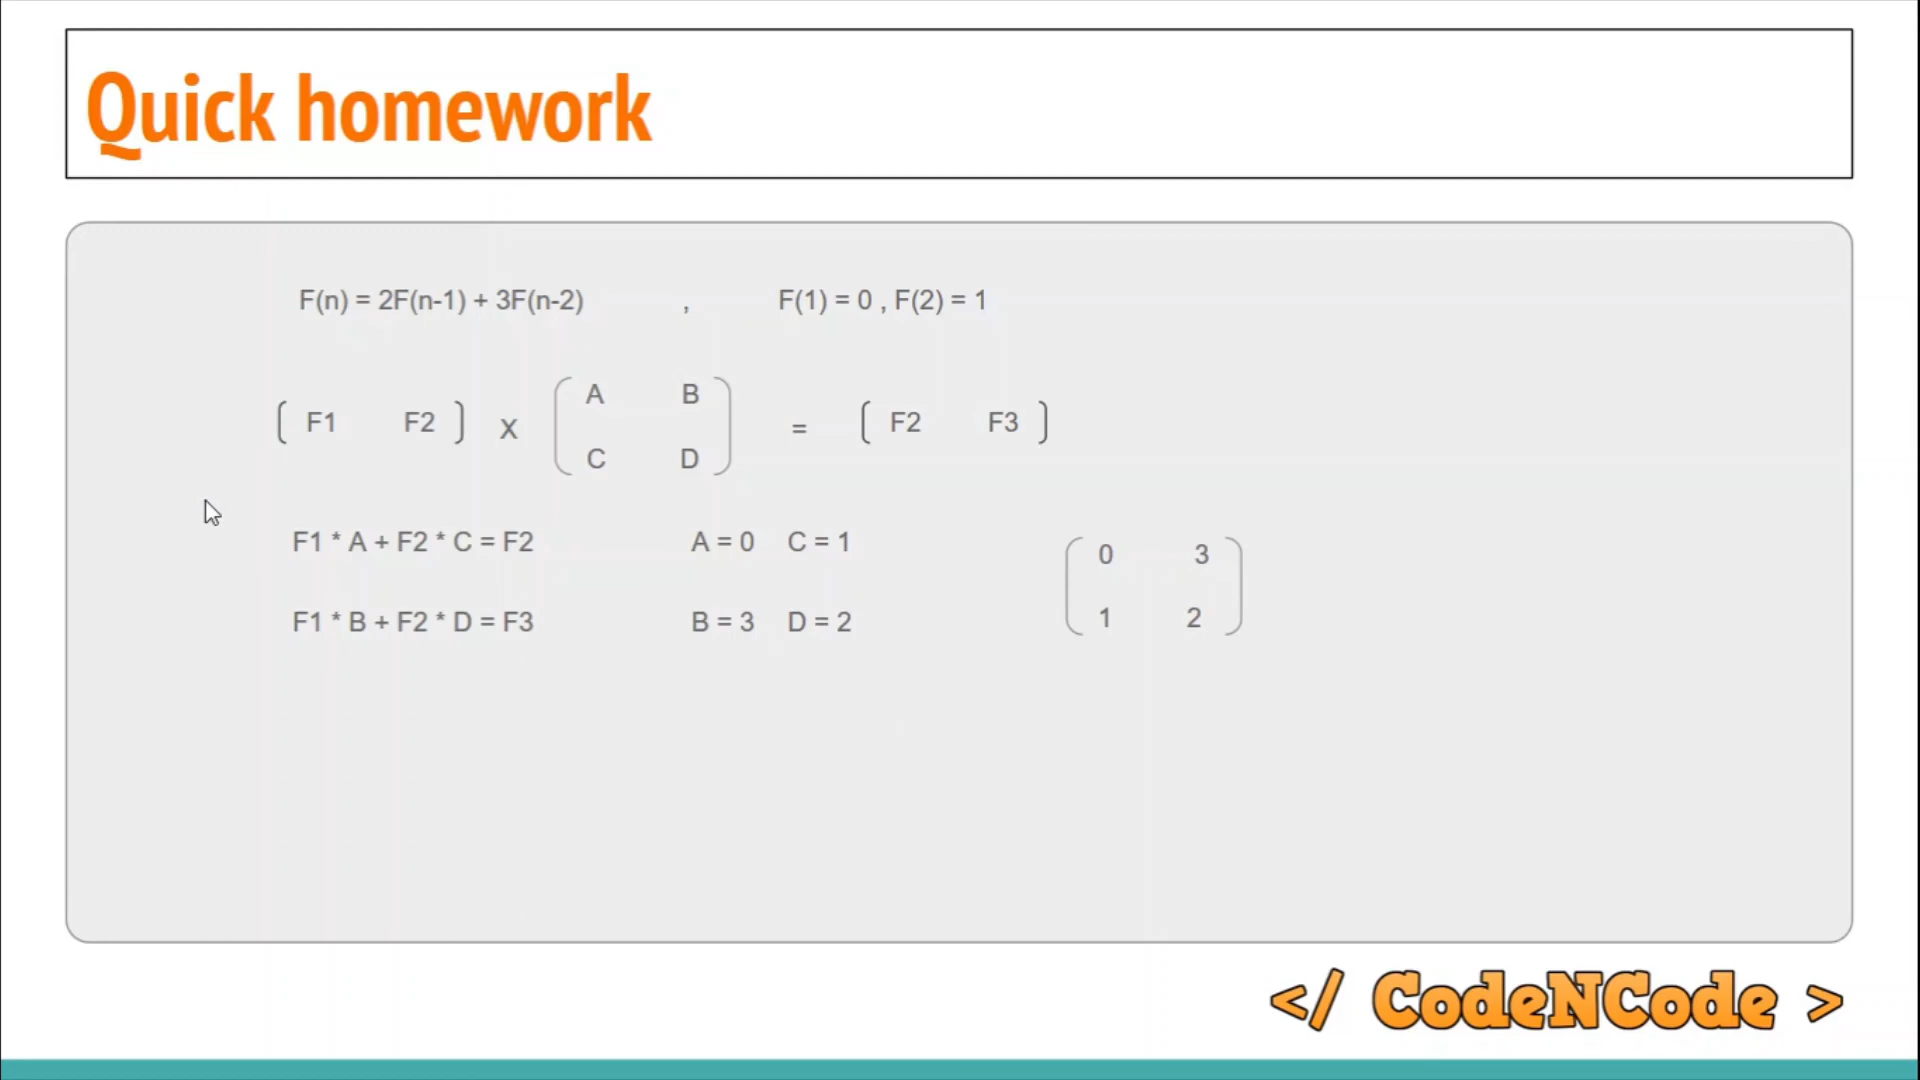 Quick homework
F(n) = 2F(n-1) + 3F(n-2) , F(1) = 0 , F(2) = 1
A B
F1 F2 X = F2 F3
C D
F1 * A + F2 * C = F2 A = 0 C = 1
0 3
F1 * B + F2 * D = F3 B = 3 D = 2
1 2
</ CodeNCode >